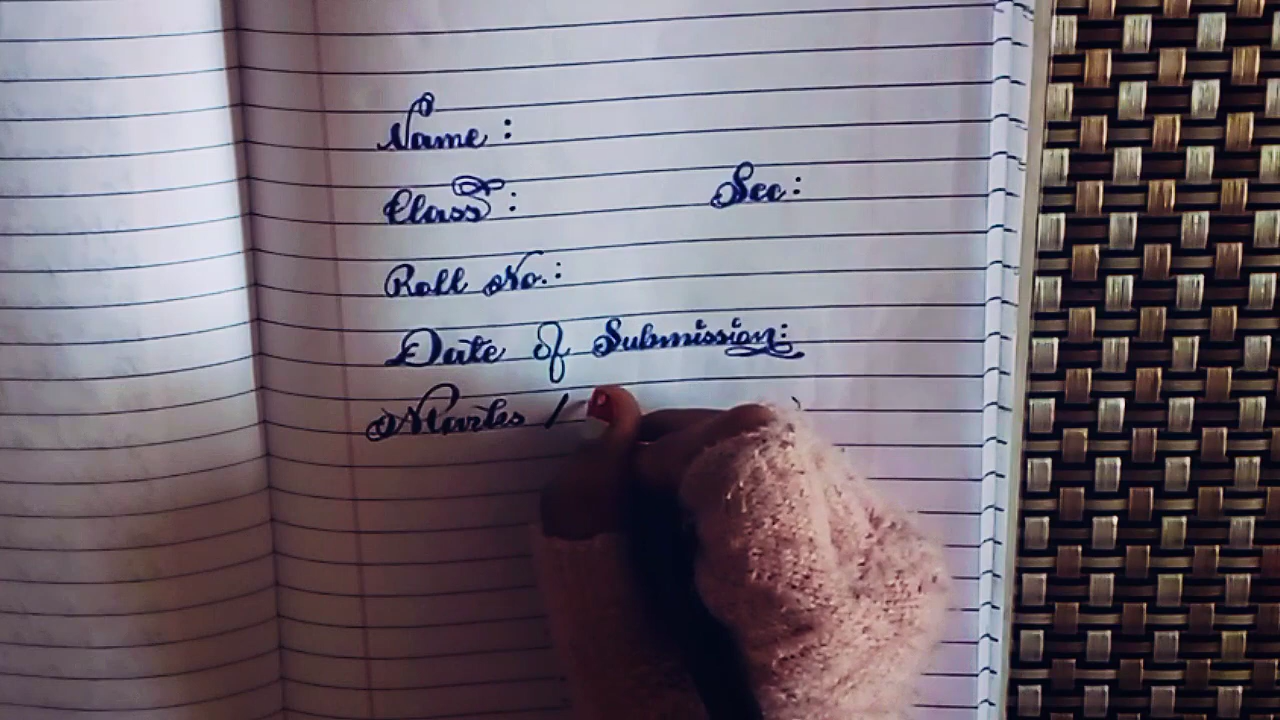 Name :
Class : Sec :
Roll No. :
Date of Submission :
Marks /